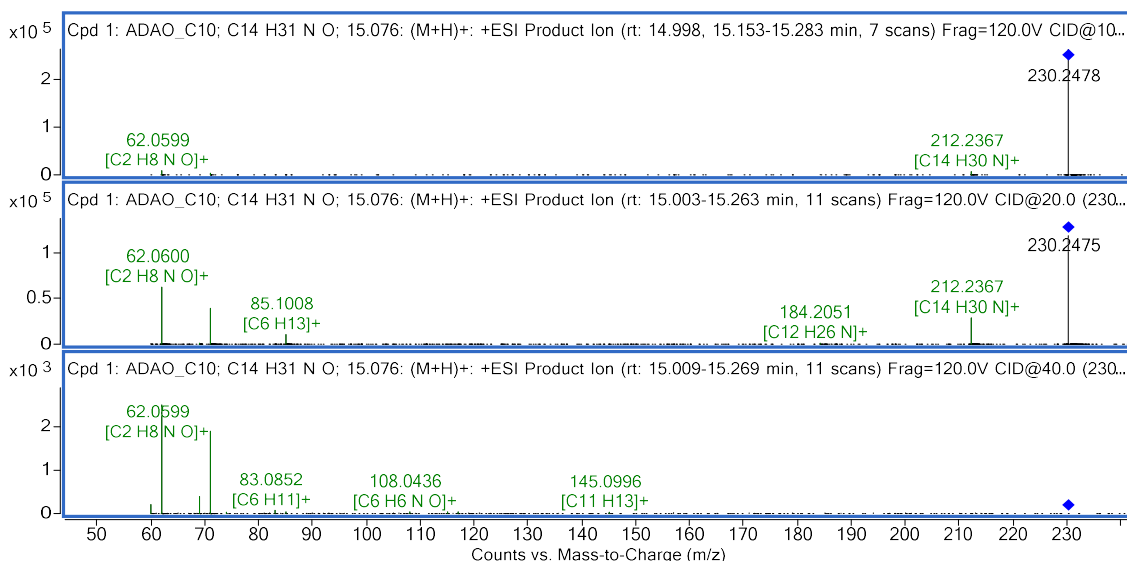 x10 5 Cpd 1: ADAO_C10; C14 H31 N O; 15.076: (M+H)+: +ESI Product Ion (rt: 14.998, 15.153-15.283 min, 7 scans) Frag=120.0V CID@10...
2
230.2478
1
62.0599
212.2367
[C2 H8 N O]+
[C14 H30 N]+
0
x10 5 Cpd 1: ADAO_C10; C14 H31 N O; 15.076: (M+H)+: +ESI Product Ion (rt: 15.003-15.263 min, 11 scans) Frag=120.0V CID@20.0 (230...
230.2475
1
62.0600
[C2 H8 N O]+
212.2367
[C14 H30 N]+
0.5
85.1008
[C6 H13]+
184.2051
[C12 H26 N]+
0
x10 3 Cpd 1: ADAO_C10; C14 H31 N O; 15.076: (M+H)+: +ESI Product Ion (rt: 15.009-15.269 min, 11 scans) Frag=120.0V CID@40.0 (230...
62.0599
[C2 H8 N O]+
2
83.0852
[C6 H11]+
108.0436
[C6 H6 N O]+
145.0996
[C11 H13]+
1
0
50 60 70 80 90 100 110 120 130 140 150 160 170 180 190 200 210 220 230
Counts vs. Mass-to-Charge (m/z)